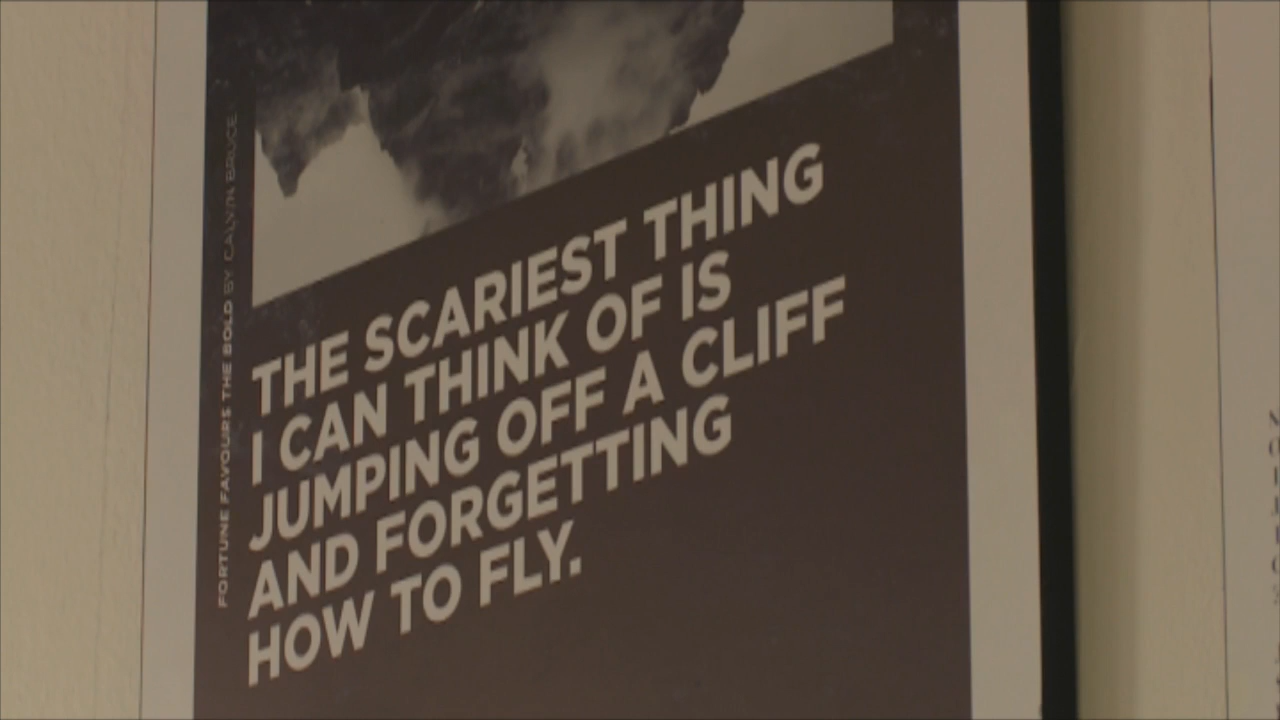 FORTUNE FAVOURS THE BOLD BY CALVIN BRUCE
THE SCARIEST THING
I CAN THINK OF IS
JUMPING OFF A CLIFF
AND FORGETTING
HOW TO FLY.